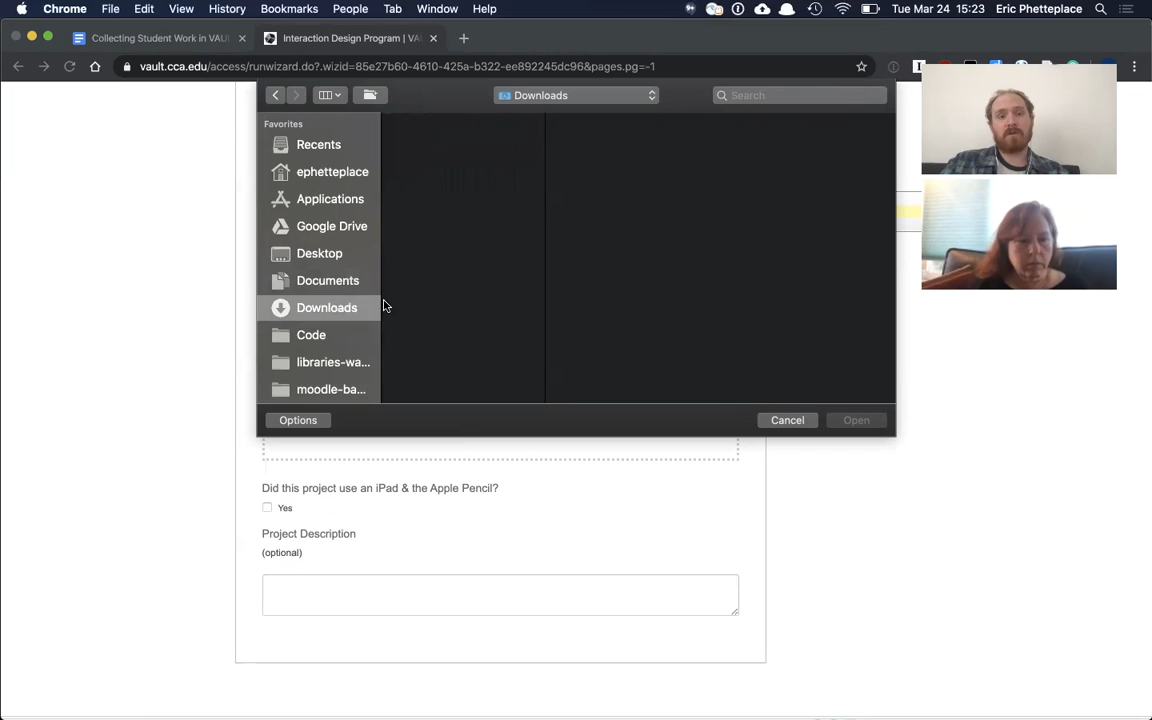 Chrome File Edit View History Bookmarks People Tab Window Help Tue Mar 24 15:23 Eric Phetteplace
Collecting Student Work in VAU
Interaction Design Program | VA
vault.cca.edu/access/runwizard.do?.wizid=85e27b60-4610-425a-b322-ee892245dc96&pages.pg=-1
Downloads
Search
Favorites
Recents
ephetteplace
Applications
Google Drive
Desktop
Documents
Downloads
Code
libraries-wa...
moodle-ba...
Options Cancel Open
Did this project use an iPad & the Apple Pencil?
Yes
Project Description
(optional)